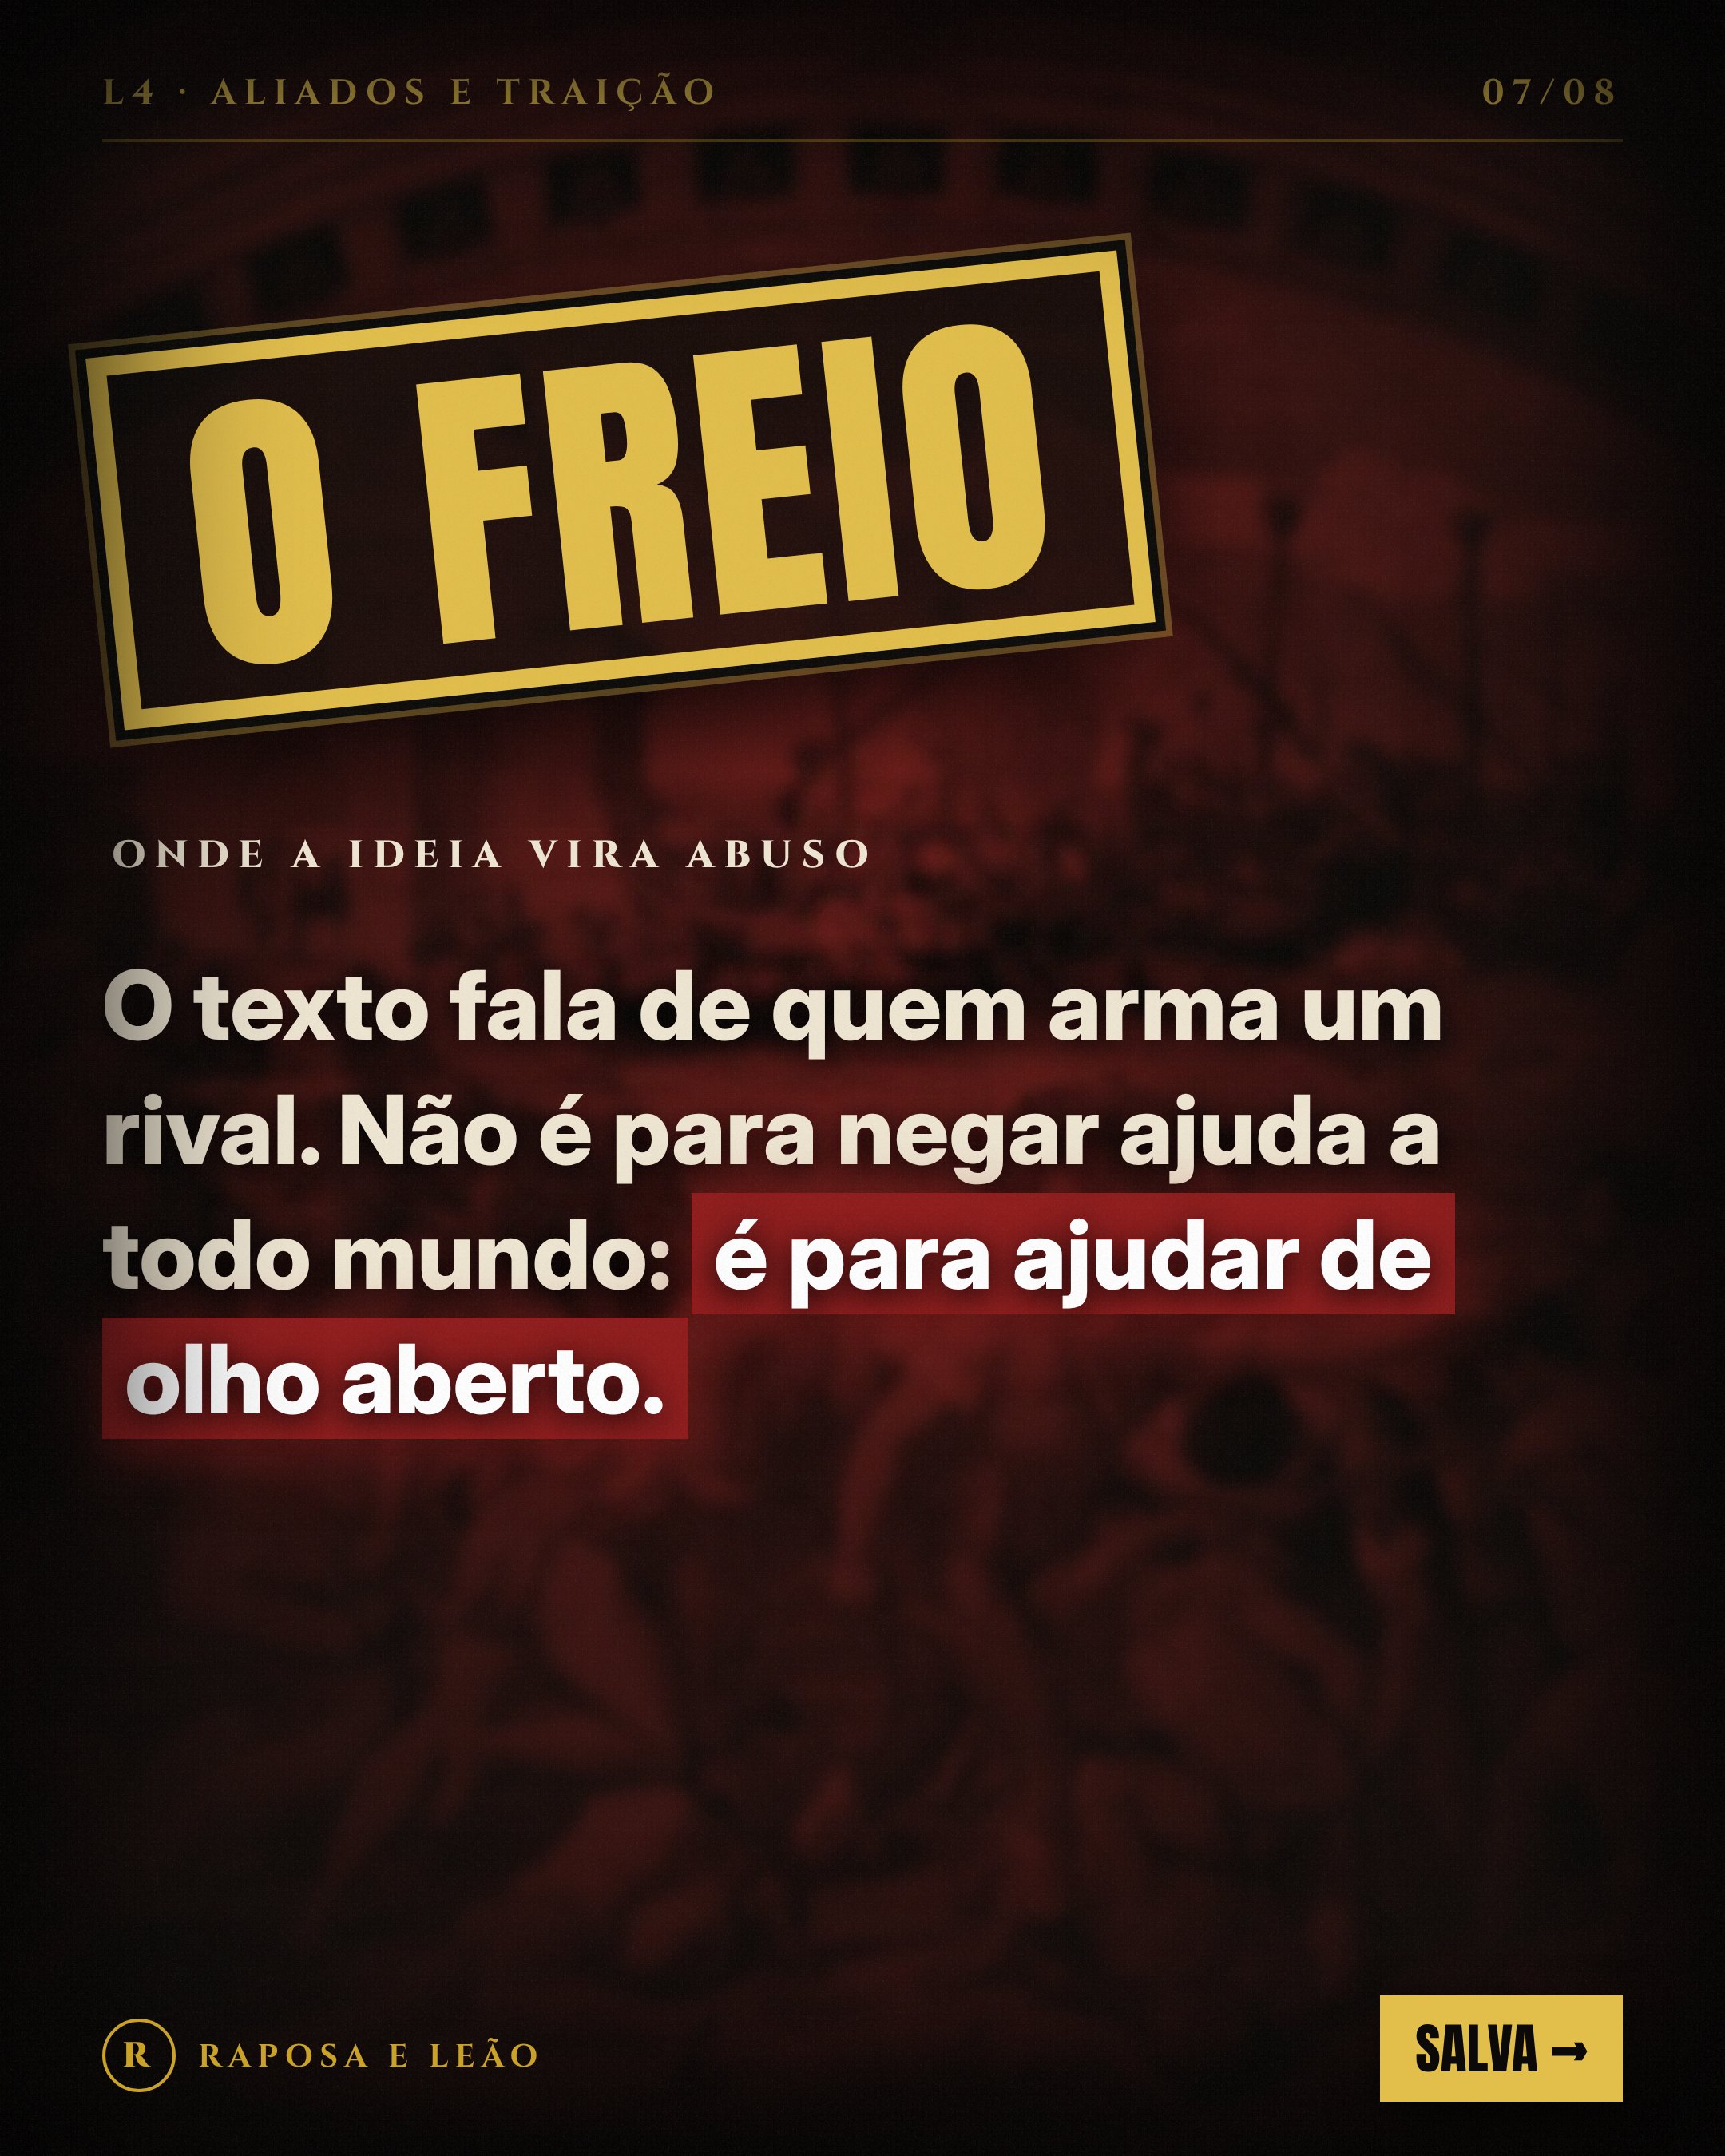 L4 · ALIADOS E TRAIÇÃO
07/08
O FREIO
ONDE A IDEIA VIRA ABUSO
O texto fala de quem arma um
rival. Não é para negar ajuda a
todo mundo: é para ajudar de
olho aberto.
R RAPOSA E LEÃO
SALVA →